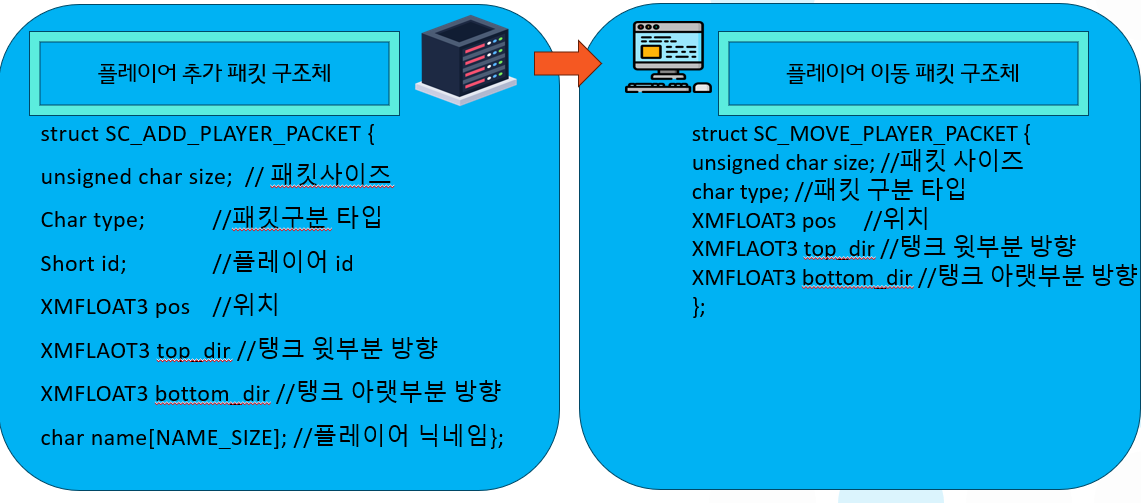 플레이어 추가 패킷 구조체
struct SC_ADD_PLAYER_PACKET {
unsigned char size; // 패킷사이즈
Char type; //패킷구분 타입
Short id; //플레이어 id
XMFLOAT3 pos //위치
XMFLAOT3 top_dir //탱크 윗부분 방향
XMFLOAT3 bottom_dir //탱크 아랫부분 방향
char name[NAME_SIZE]; //플레이어 닉네임};
플레이어 이동 패킷 구조체
struct SC_MOVE_PLAYER_PACKET {
unsigned char size; //패킷 사이즈
char type; //패킷 구분 타입
XMFLOAT3 pos //위치
XMFLAOT3 top_dir //탱크 윗부분 방향
XMFLOAT3 bottom_dir //탱크 아랫부분 방향
};